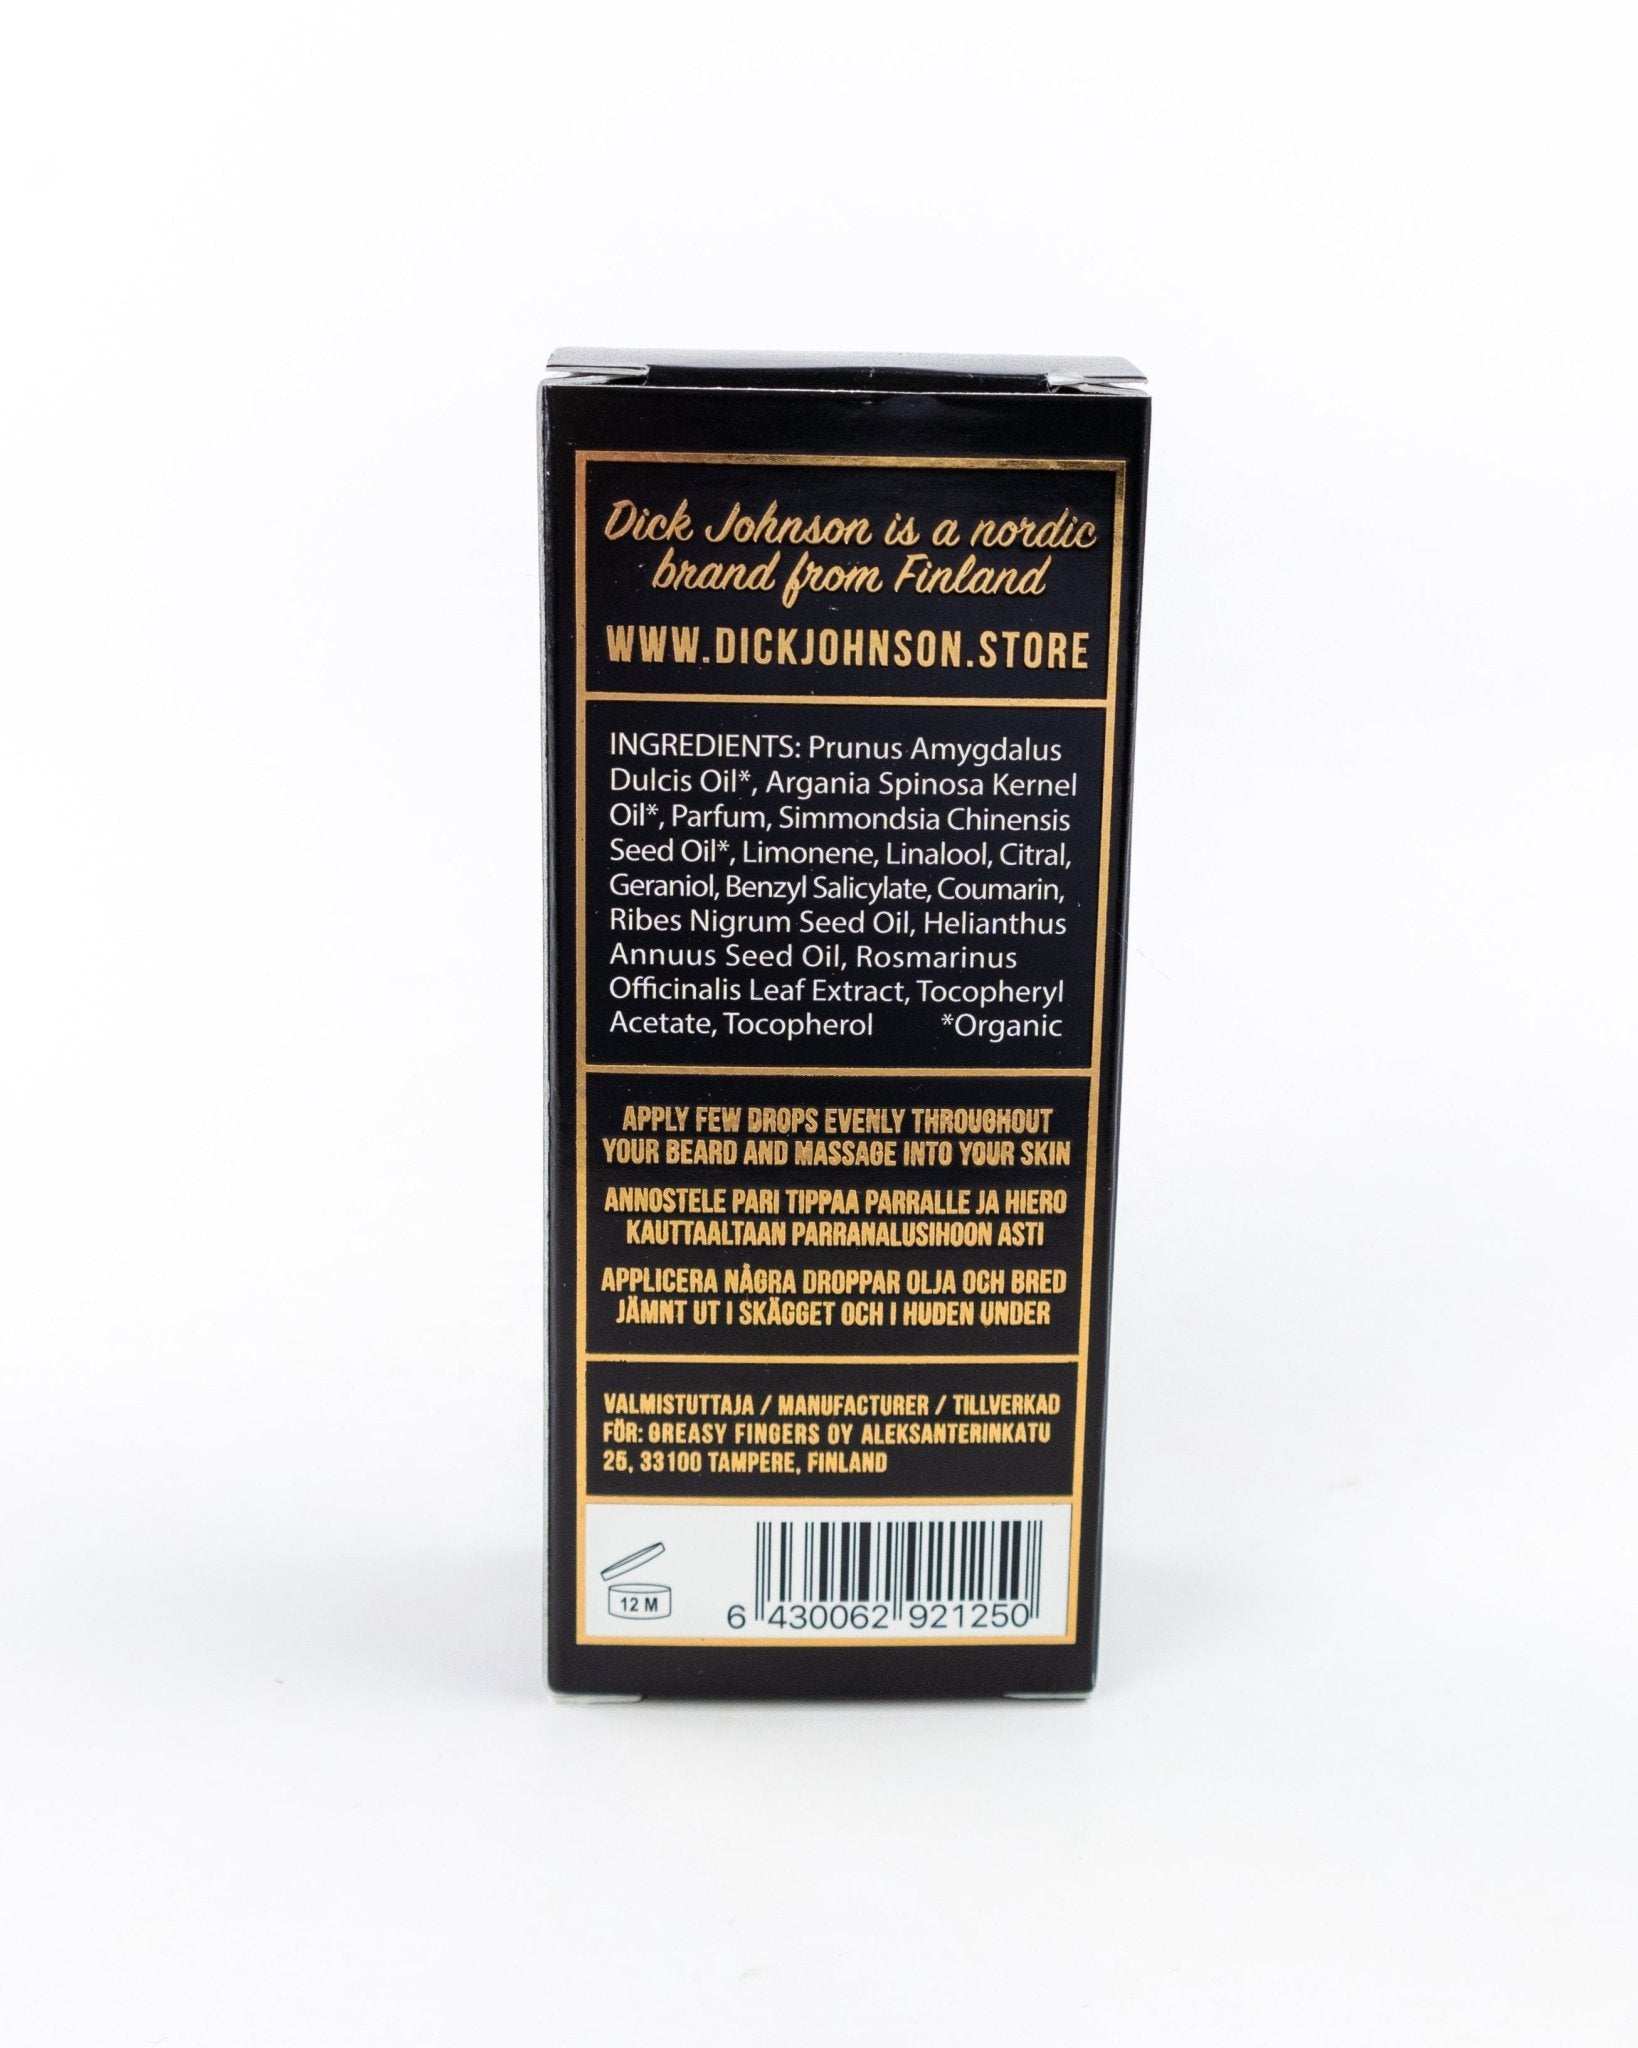 Dick Johnson is a nordic
brand from Finland
WWW.DICKJOHNSON.STORE
INGREDIENTS: Prunus Amygdalus
Dulcis Oil*, Argania Spinosa Kernel
Oil*, Parfum, Simmondsia Chinensis
Seed Oil*, Limonene, Linalool, Citral,
Geraniol, Benzyl Salicylate, Coumarin,
Ribes Nigrum Seed Oil, Helianthus
Annuus Seed Oil, Rosmarinus
Officinalis Leaf Extract, Tocopheryl
Acetate, Tocopherol *Organic
APPLY FEW DROPS EVENLY THROUGHOUT
YOUR BEARD AND MASSAGE INTO YOUR SKIN
ANNOSTELE PARI TIPPAA PARRALLE JA HIERO
KAUTTAALTAAN PARRANALUSIHOON ASTI
APPLICERA NÅGRA DROPPAR OLJA OCH BRED
JÄMNT UT I SKÄGGET OCH I HUDEN UNDER
VALMISTUTTAJA / MANUFACTURER / TILLVERKAD
FÖR: GREASY FINGERS OY ALEKSANTERINKATU
25, 33100 TAMPERE, FINLAND
12 M
6 430062 921250